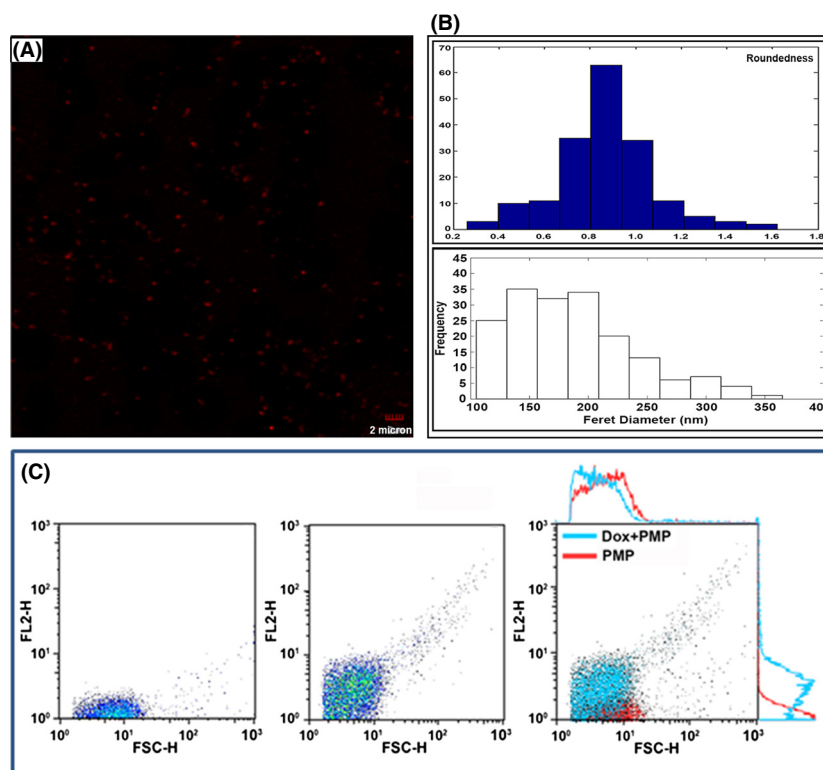 (A)
2 micron
(B)
Roundedness
70
60
50
40
30
20
10
0
0.2 0.4 0.6 0.8 1.0 1.2 1.4 1.6 1.8
45
40
35
30
25
20
15
10
5
0
Frequency
100 150 200 250 300 350 400
Feret Diameter (nm)
(C)
10³
10²
10¹
10⁰
FL2-H
10⁰ 10¹ 10² 10³
FSC-H
10³
10²
10¹
10⁰
FL2-H
10⁰ 10¹ 10² 10³
FSC-H
Dox+PMP
PMP
10³
10²
10¹
10⁰
FL2-H
10⁰ 10¹ 10² 10³
FSC-H